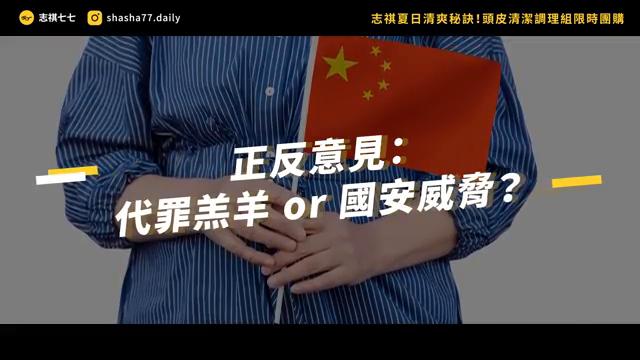 志祺七七
shasha77.daily
志祺夏日清爽秘訣！頭皮清潔調理組限時團購
正反意見：
代罪羔羊 or 國安威脅？